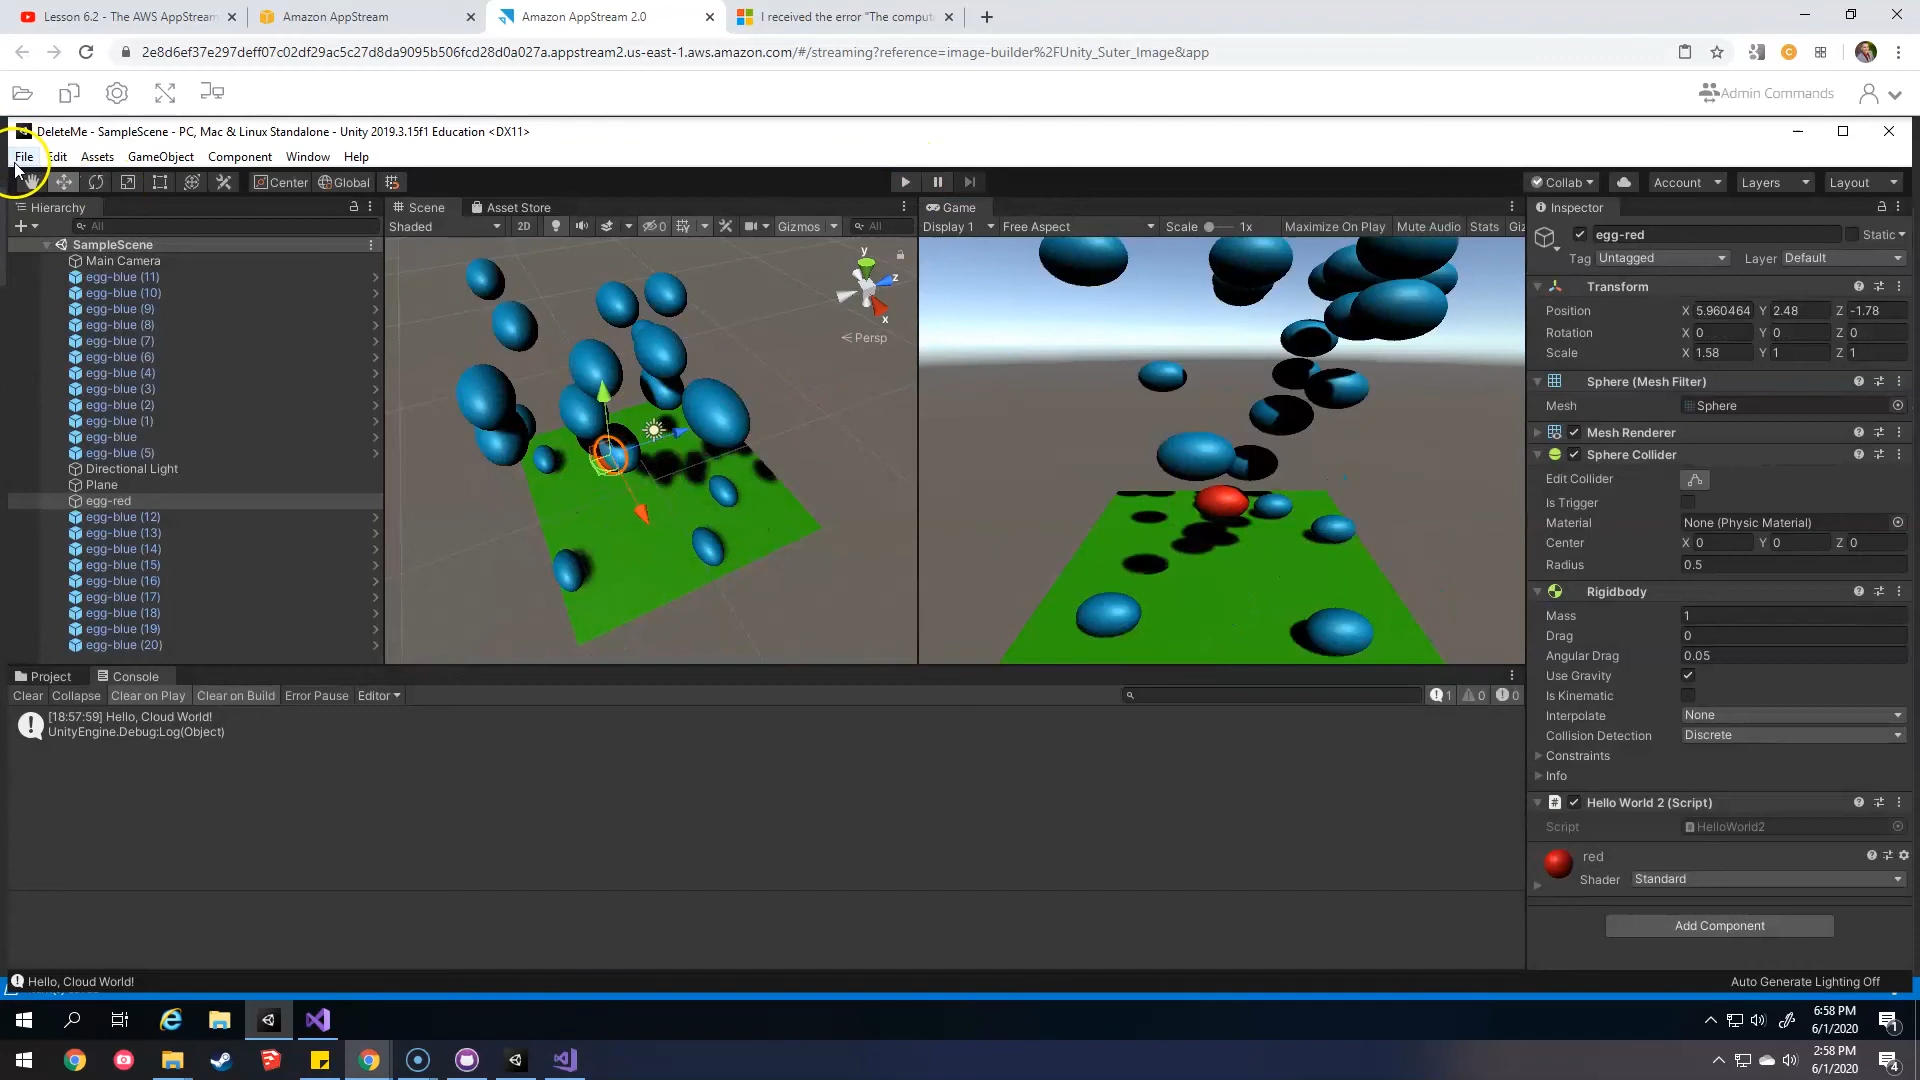 Lesson 6.2 - The AWS AppStream
Amazon AppStream
Amazon AppStream 2.0
I received the error "The comput
2e8d6ef37e297deff07c02df29ac5c27d8da9095b506fcd28d0a027a.appstream2.us-east-1.aws.amazon.com/#/streaming?reference=image-builder%2FUnity_Suter_Image&app
Admin Commands
DeleteMe - SampleScene - PC, Mac & Linux Standalone - Unity 2019.3.15f1 Education <DX11>
File Edit Assets GameObject Component Window Help
Center Global
Collab Account Layers Layout
Hierarchy
All
SampleScene
Main Camera
egg-blue (11)
egg-blue (10)
egg-blue (9)
egg-blue (8)
egg-blue (7)
egg-blue (6)
egg-blue (4)
egg-blue (3)
egg-blue (2)
egg-blue (1)
egg-blue
egg-blue (5)
Directional Light
Plane
egg-red
egg-blue (12)
egg-blue (13)
egg-blue (14)
egg-blue (15)
egg-blue (16)
egg-blue (17)
egg-blue (18)
egg-blue (19)
egg-blue (20)
Scene Asset Store
Shaded 2D 0 Gizmos All
y
z
x
Persp
Game
Display 1 Free Aspect Scale 1x Maximize On Play Mute Audio Stats Giz
Inspector
egg-red Static
Tag Untagged Layer Default
Transform
Position X 5.960464 Y 2.48 Z -1.78
Rotation X 0 Y 0 Z 0
Scale X 1.58 Y 1 Z 1
Sphere (Mesh Filter)
Mesh Sphere
Mesh Renderer
Sphere Collider
Edit Collider
Is Trigger
Material None (Physic Material)
Center X 0 Y 0 Z 0
Radius 0.5
Rigidbody
Mass 1
Drag 0
Angular Drag 0.05
Use Gravity
Is Kinematic
Interpolate None
Collision Detection Discrete
Constraints
Info
Hello World 2 (Script)
Script HelloWorld2
red
Shader Standard
Add Component
Project Console
Clear Collapse Clear on Play Clear on Build Error Pause Editor
1 0 0
[18:57:59] Hello, Cloud World!
UnityEngine.Debug:Log(Object)
Hello, Cloud World!
Auto Generate Lighting Off
6:58 PM
6/1/2020
1
2:58 PM
6/1/2020
4